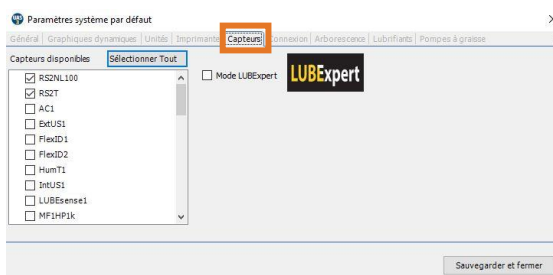 UAS Paramètres système par défaut
Général Graphiques dynamiques Unités Imprimante Capteurs Connexion Arborescence Lubrifiants Pompes à graisse
Capteurs disponibles Sélectionner Tout
RS2NL100
RS2T
AC1
ExtUS1
FlexID1
FlexID2
HumT1
IntUS1
LUBEsense1
MF1HP1k
Mode LUBExpert
LUBExpert
Sauvegarder et fermer